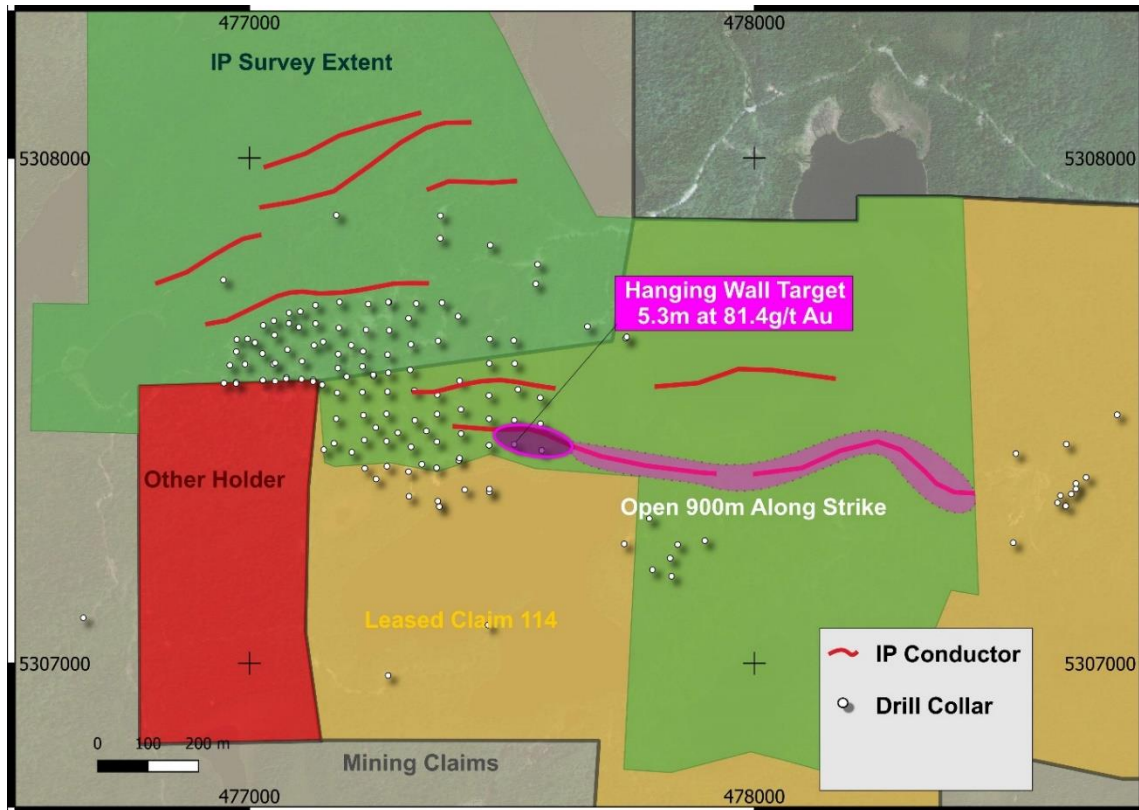 477000
478000
IP Survey Extent
5308000
5308000
Hanging Wall Target
5.3m at 81.4g/t Au
Other Holder
Open 900m Along Strike
Leased Claim 114
IP Conductor
5307000
5307000
Drill Collar
0 100 200 m
Mining Claims
477000
478000